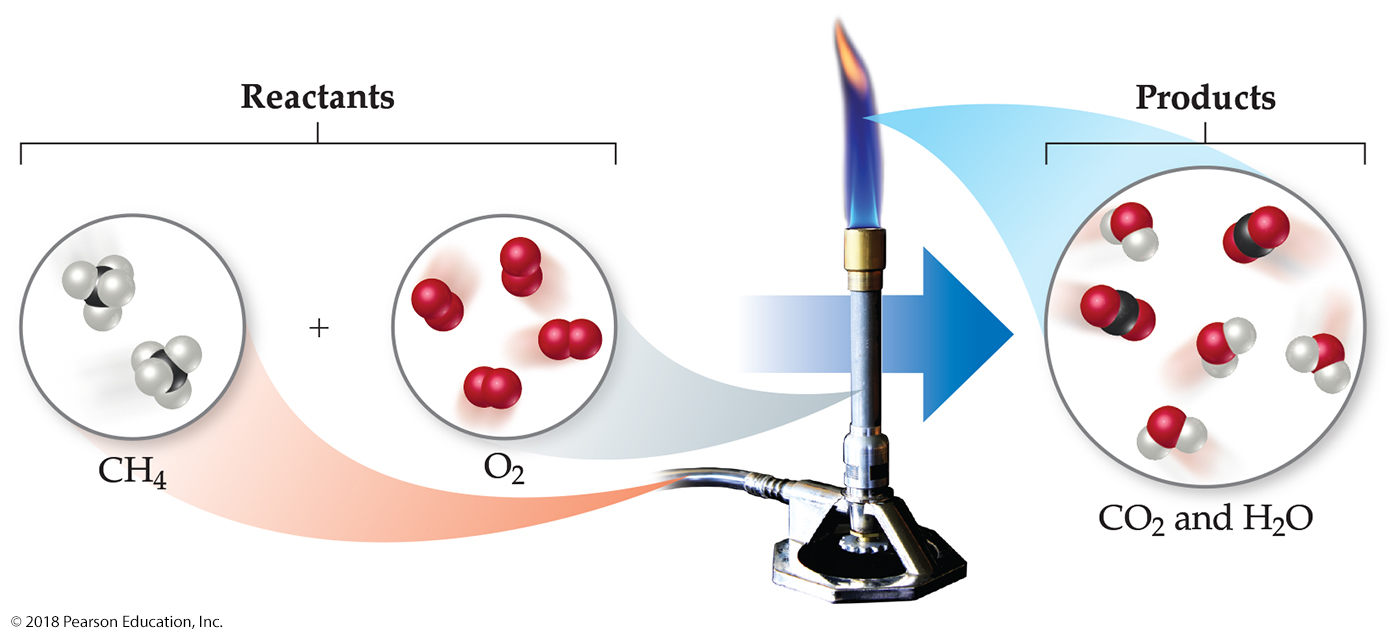 Reactants
Products
+
CH₄
O₂
CO₂ and H₂O
© 2018 Pearson Education, Inc.